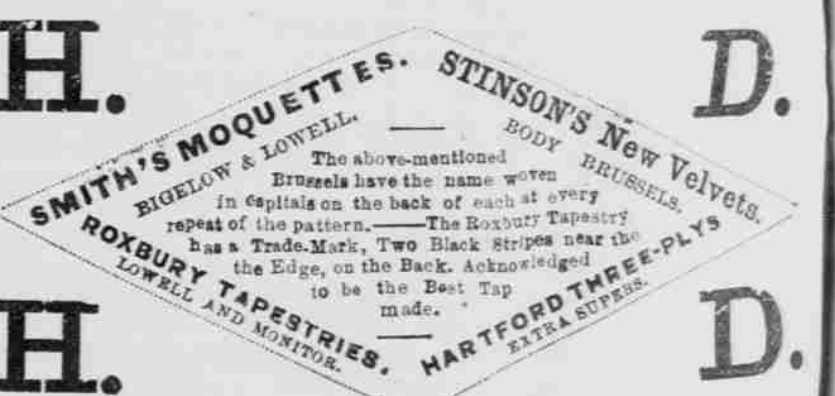 H.
D.
SMITH'S MOQUETTES.
STINSON'S New Velvets.
BIGELOW & LOWELL.
BODY BRUSSELS.
The above-mentioned
Brussels have the name woven
in Capitals on the back of each at every
repeat of the pattern.——The Roxbury Tapestry
has a Trade-Mark, Two Black Stripes near the
the Edge, on the Back. Acknowledged
to be the Best Tap
made.
ROXBURY TAPESTRIES.
HARTFORD THREE-PLYS
LOWELL AND MONITOR.
EXTRA SUPERS.
H.
D.